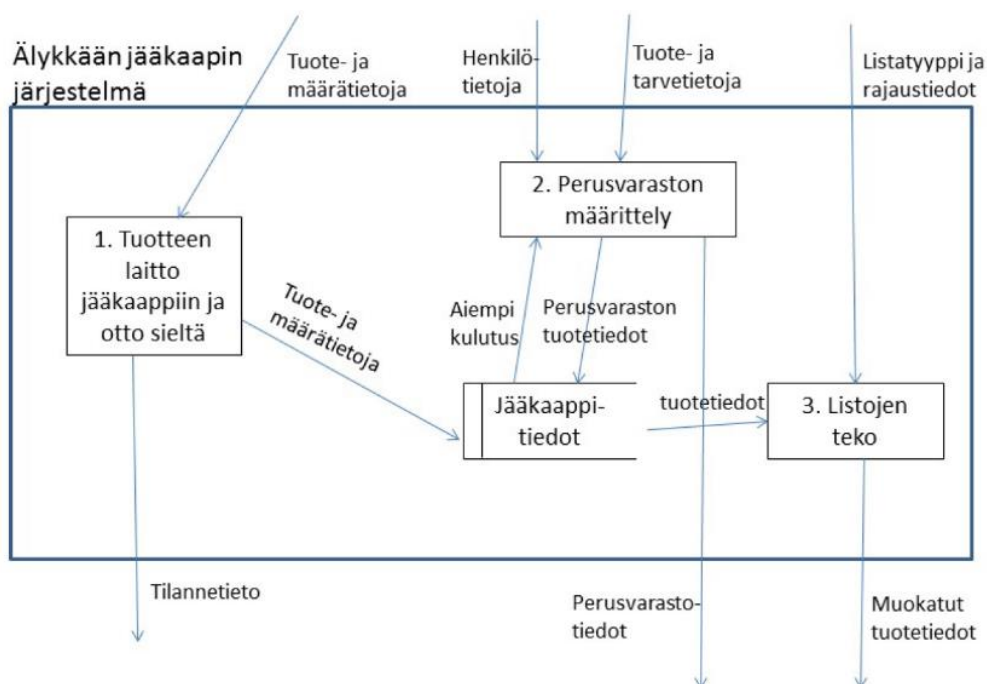 Älykkään jääkaapin
järjestelmä
Tuote- ja
määrätietoja
Henkilö-
tietoja
Tuote- ja
tarvetietoja
Listatyyppi ja
rajaustiedot
2. Perusvaraston
määrittely
1. Tuotteen
laitto
jääkaappiin ja
otto sieltä
Tuote- ja
määrätietoja
Aiempi
kulutus
Perusvaraston
tuotetiedot
Jääkaappi-
tiedot
tuotetiedot
3. Listojen
teko
Tilannetieto
Perusvarasto-
tiedot
Muokatut
tuotetiedot